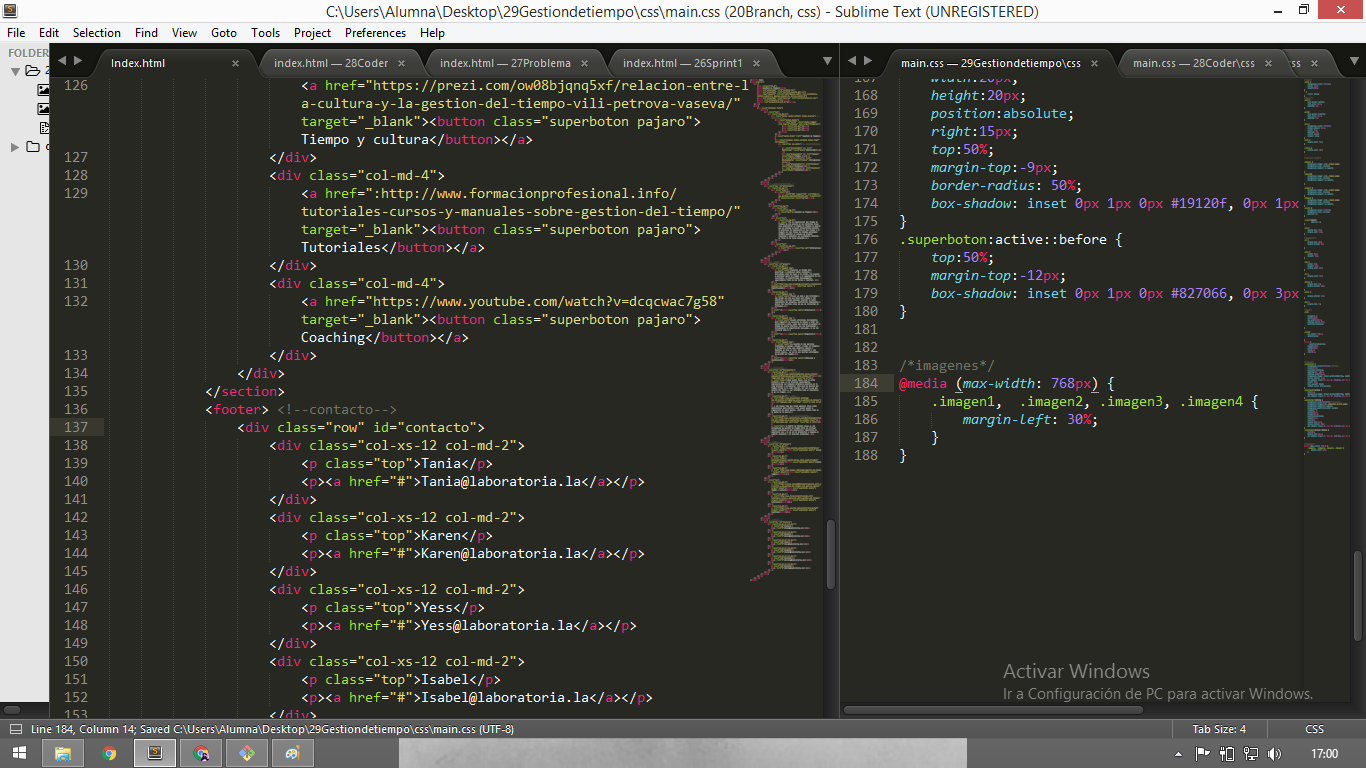 C:\Users\Alumna\Desktop\29Gestiondetiempo\css\main.css (20Branch, css) - Sublime Text (UNREGISTERED)
File Edit Selection Find View Goto Tools Project Preferences Help
FOLDER
Index.html × index.html — 28Coder × index.html — 27Problema × index.html — 26Sprint1 ×
126 <a href="https://prezi.com/ow08bjqnq5xf/relacion-entre-l
a-cultura-y-la-gestion-del-tiempo-vili-petrova-vaseva/"
target="_blank"><button class="superboton pajaro">
Tiempo y cultura</button></a>
127 </div>
128 <div class="col-md-4">
129 <a href=":http://www.formacionprofesional.info/
tutoriales-cursos-y-manuales-sobre-gestion-del-tiempo/"
target="_blank"><button class="superboton pajaro">
Tutoriales</button></a>
130 </div>
131 <div class="col-md-4">
132 <a href="https://www.youtube.com/watch?v=dcqcwac7g58"
target="_blank"><button class="superboton pajaro">
Coaching</button></a>
133 </div>
134 </div>
135 </section>
136 <footer> <!--contacto-->
137 <div class="row" id="contacto">
138 <div class="col-xs-12 col-md-2">
139 <p class="top">Tania</p>
140 <p><a href="#">Tania@laboratoria.la</a></p>
141 </div>
142 <div class="col-xs-12 col-md-2">
143 <p class="top">Karen</p>
144 <p><a href="#">Karen@laboratoria.la</a></p>
145 </div>
146 <div class="col-xs-12 col-md-2">
147 <p class="top">Yess</p>
148 <p><a href="#">Yess@laboratoria.la</a></p>
149 </div>
150 <div class="col-xs-12 col-md-2">
151 <p class="top">Isabel</p>
152 <p><a href="#">Isabel@laboratoria.la</a></p>
153 </div>
main.css — 29Gestiondetiempo\css × main.css — 28Coder\css × ss ×
167 width:20px;
168 height:20px;
169 position:absolute;
170 right:15px;
171 top:50%;
172 margin-top:-9px;
173 border-radius: 50%;
174 box-shadow: inset 0px 1px 0px #19120f, 0px 1px
175 }
176 .superboton:active::before {
177 top:50%;
178 margin-top:-12px;
179 box-shadow: inset 0px 1px 0px #827066, 0px 3px
180 }
181
182
183 /*imagenes*/
184 @media (max-width: 768px) {
185 .imagen1, .imagen2, .imagen3, .imagen4 {
186 margin-left: 30%;
187 }
188 }
Activar Windows
Ir a Configuración de PC para activar Windows.
Line 184, Column 14; Saved C:\Users\Alumna\Desktop\29Gestiondetiempo\css\main.css (UTF-8) Tab Size: 4 CSS
17:00